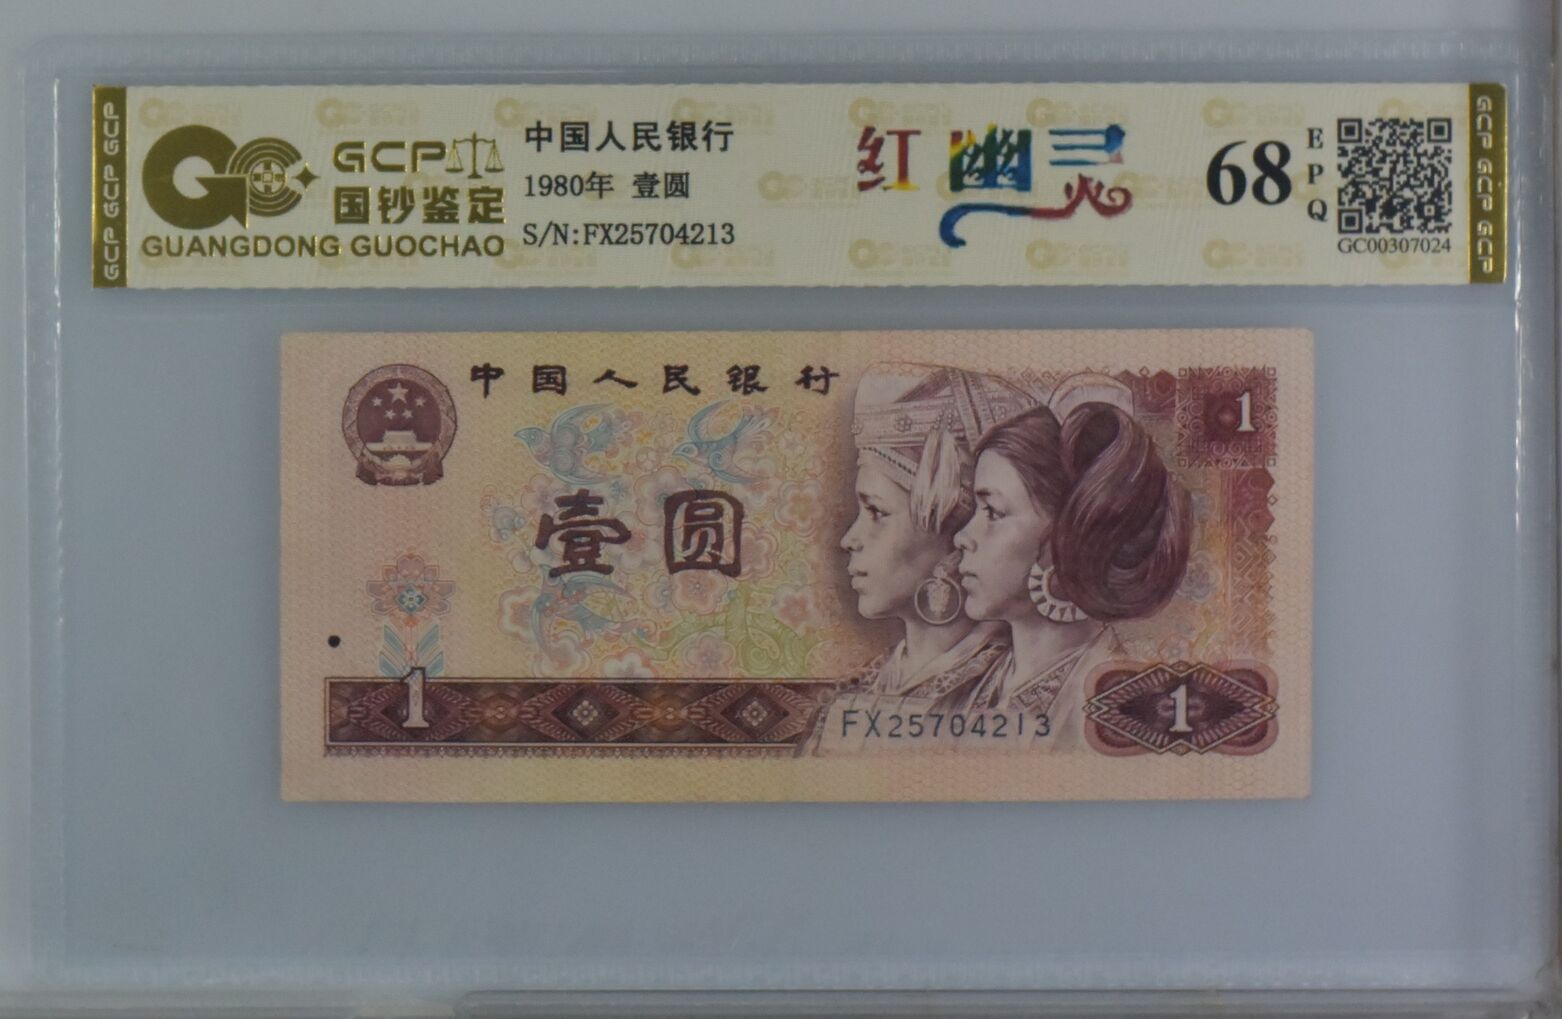 GCP GCP GCP
GCP
国钞鉴定
GUANGDONG GUOCHAO
中国人民银行
1980年 壹圆
S/N:FX25704213
红幽灵
68
EPQ
GC00307024
GCP GCP GCP
中国人民银行
1
壹圆
1
FX25704213
1